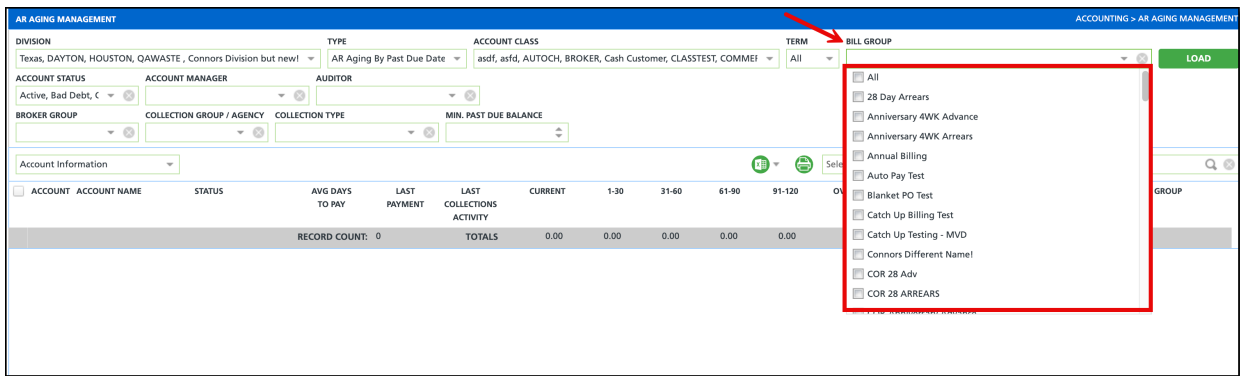 AR AGING MANAGEMENT
ACCOUNTING > AR AGING MANAGEMENT
DIVISION TYPE ACCOUNT CLASS TERM BILL GROUP
Texas, DAYTON, HOUSTON, QAWASTE , Connors Division but new! AR Aging By Past Due Date asdf, asfd, AUTOCH, BROKER, Cash Customer, CLASSTEST, COMMEF All LOAD
ACCOUNT STATUS ACCOUNT MANAGER AUDITOR
Active, Bad Debt, C
BROKER GROUP COLLECTION GROUP / AGENCY COLLECTION TYPE MIN. PAST DUE BALANCE
All
28 Day Arrears
Anniversary 4WK Advance
Anniversary 4WK Arrears
Annual Billing
Auto Pay Test
Blanket PO Test
Catch Up Billing Test
Catch Up Testing - MVD
Connors Different Name!
COR 28 Adv
COR 28 ARREARS
Account Information Sele
ACCOUNT ACCOUNT NAME STATUS AVG DAYS LAST LAST CURRENT 1-30 31-60 61-90 91-120 OV GROUP
TO PAY PAYMENT COLLECTIONS
ACTIVITY
RECORD COUNT: 0 TOTALS 0.00 0.00 0.00 0.00 0.00